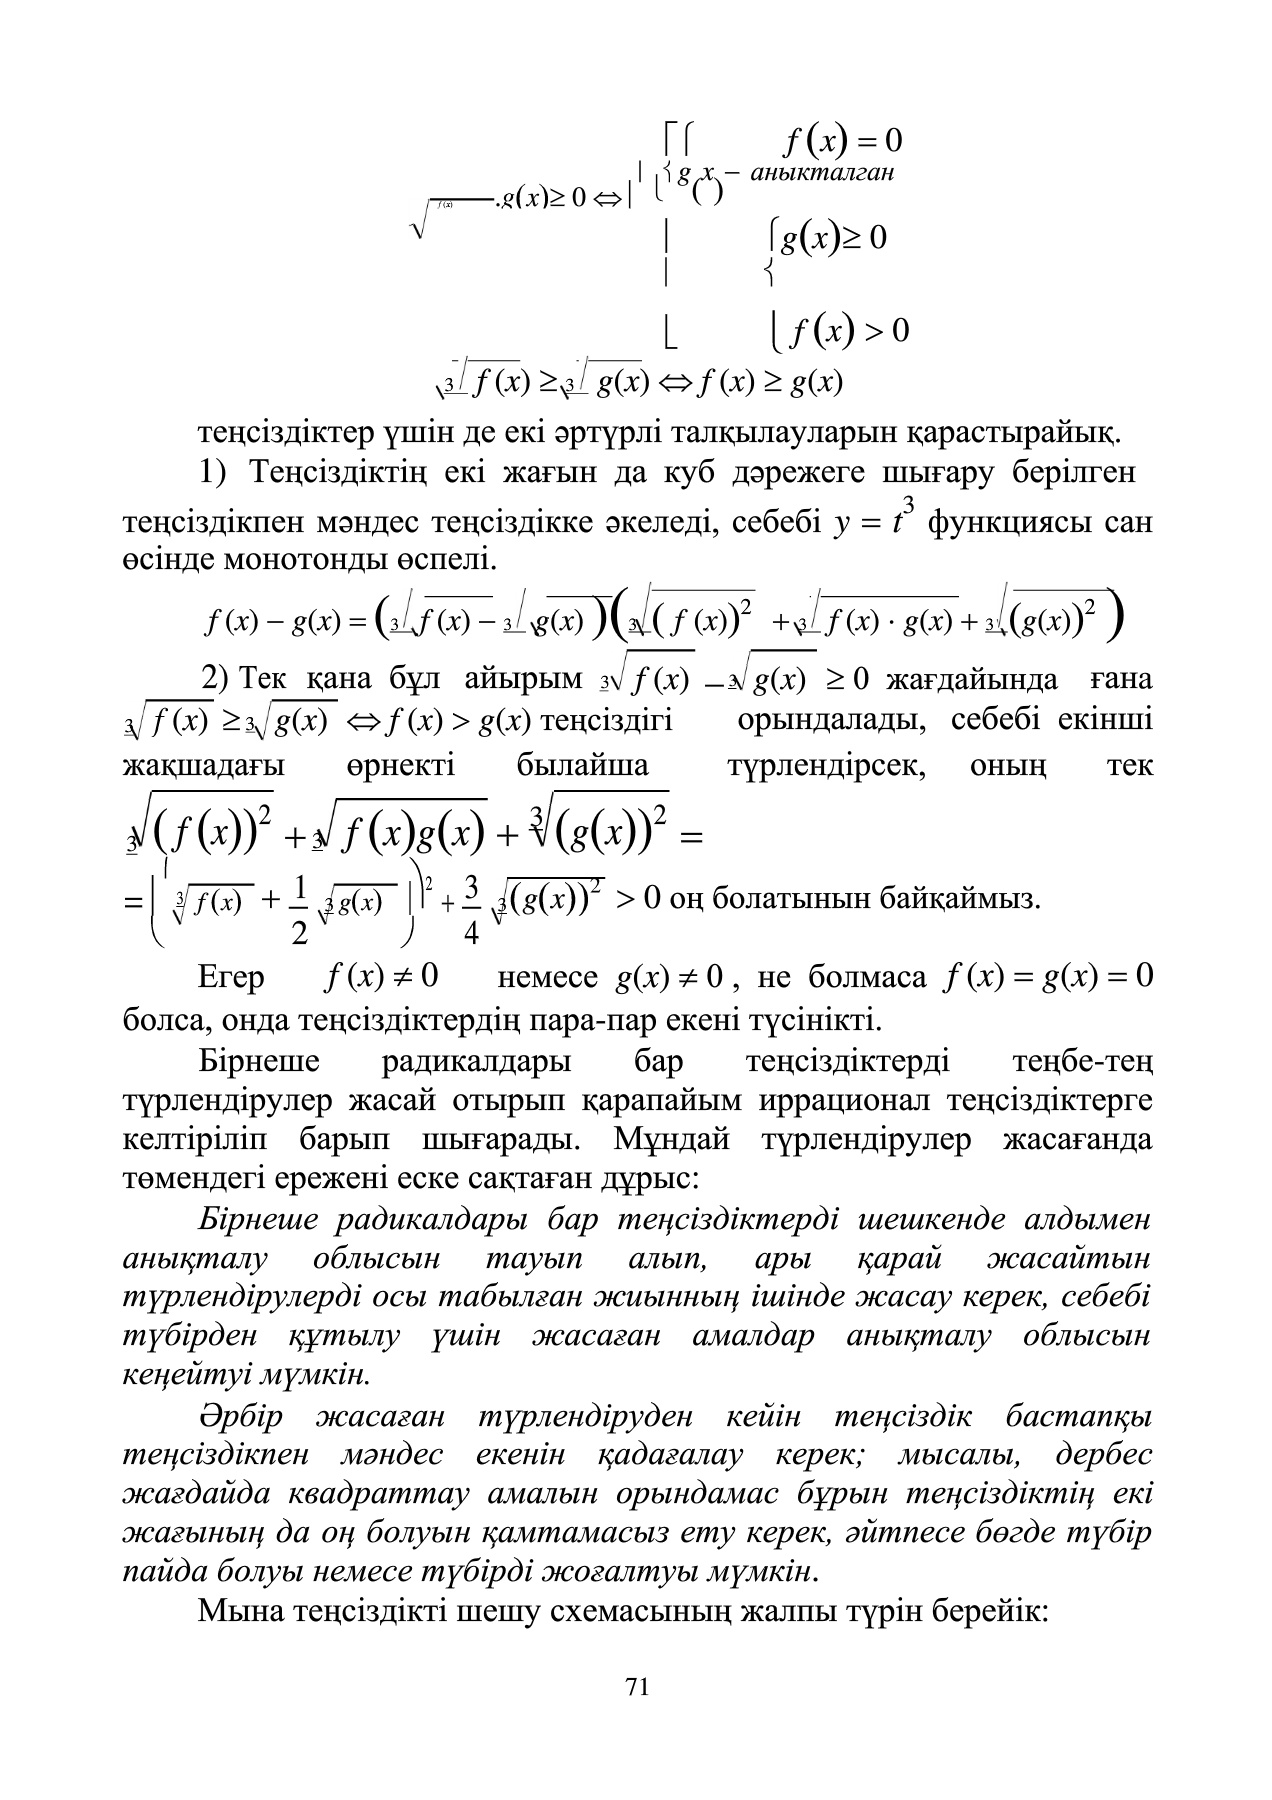 √f(x) .g(x) ≥ 0 ⇔ [ { f(x) = 0
g(x) – аныкталган
{ g(x) ≥ 0
f(x) > 0
∛f(x) ≥ ∛g(x) ⇔ f(x) ≥ g(x)
теңсіздіктер үшін де екі әртүрлі талқылауларын қарастырайық.
1) Теңсіздіктің екі жағын да куб дәрежеге шығару берілген
теңсіздікпен мәндес теңсіздікке әкеледі, себебі y = t³ функциясы сан
өсінде монотонды өспелі.
f(x) − g(x) = (∛f(x) − ∛g(x))(∛(f(x))² + ∛f(x) · g(x) + ∛(g(x))²)
2) Тек қана бұл айырым ∛f(x) − ∛g(x) ≥ 0 жағдайында ғана
∛f(x) ≥ ∛g(x) ⇔ f(x) > g(x) теңсіздігі орындалады, себебі екінші
жақшадағы өрнекті былайша түрлендірсек, оның тек
∛(f(x))² + ∛f(x)g(x) + ∛(g(x))² =
= (∛f(x) + 1/2 ∛g(x))² + 3/4 ∛(g(x))² > 0 оң болатынын байқаймыз.
Егер f(x) ≠ 0 немесе g(x) ≠ 0 , не болмаса f(x) = g(x) = 0
болса, онда теңсіздіктердің пара-пар екені түсінікті.
Бірнеше радикалдары бар теңсіздіктерді теңбе-тең
түрлендірулер жасай отырып қарапайым иррационал теңсіздіктерге
келтіріліп барып шығарады. Мұндай түрлендірулер жасағанда
төмендегі ережені еске сақтаған дұрыс:
Бірнеше радикалдары бар теңсіздіктерді шешкенде алдымен
анықталу облысын тауып алып, ары қарай жасайтын
түрлендірулерді осы табылған жиынның ішінде жасау керек, себебі
түбірден құтылу үшін жасаған амалдар анықталу облысын
кеңейтуі мүмкін.
Әрбір жасаған түрлендіруден кейін теңсіздік бастапқы
теңсіздікпен мәндес екенін қадағалау керек; мысалы, дербес
жағдайда квадраттау амалын орындамас бұрын теңсіздіктің екі
жағының да оң болуын қамтамасыз ету керек, әйтпесе бөгде түбір
пайда болуы немесе түбірді жоғалтуы мүмкін.
Мына теңсіздікті шешу схемасының жалпы түрін берейік:
71